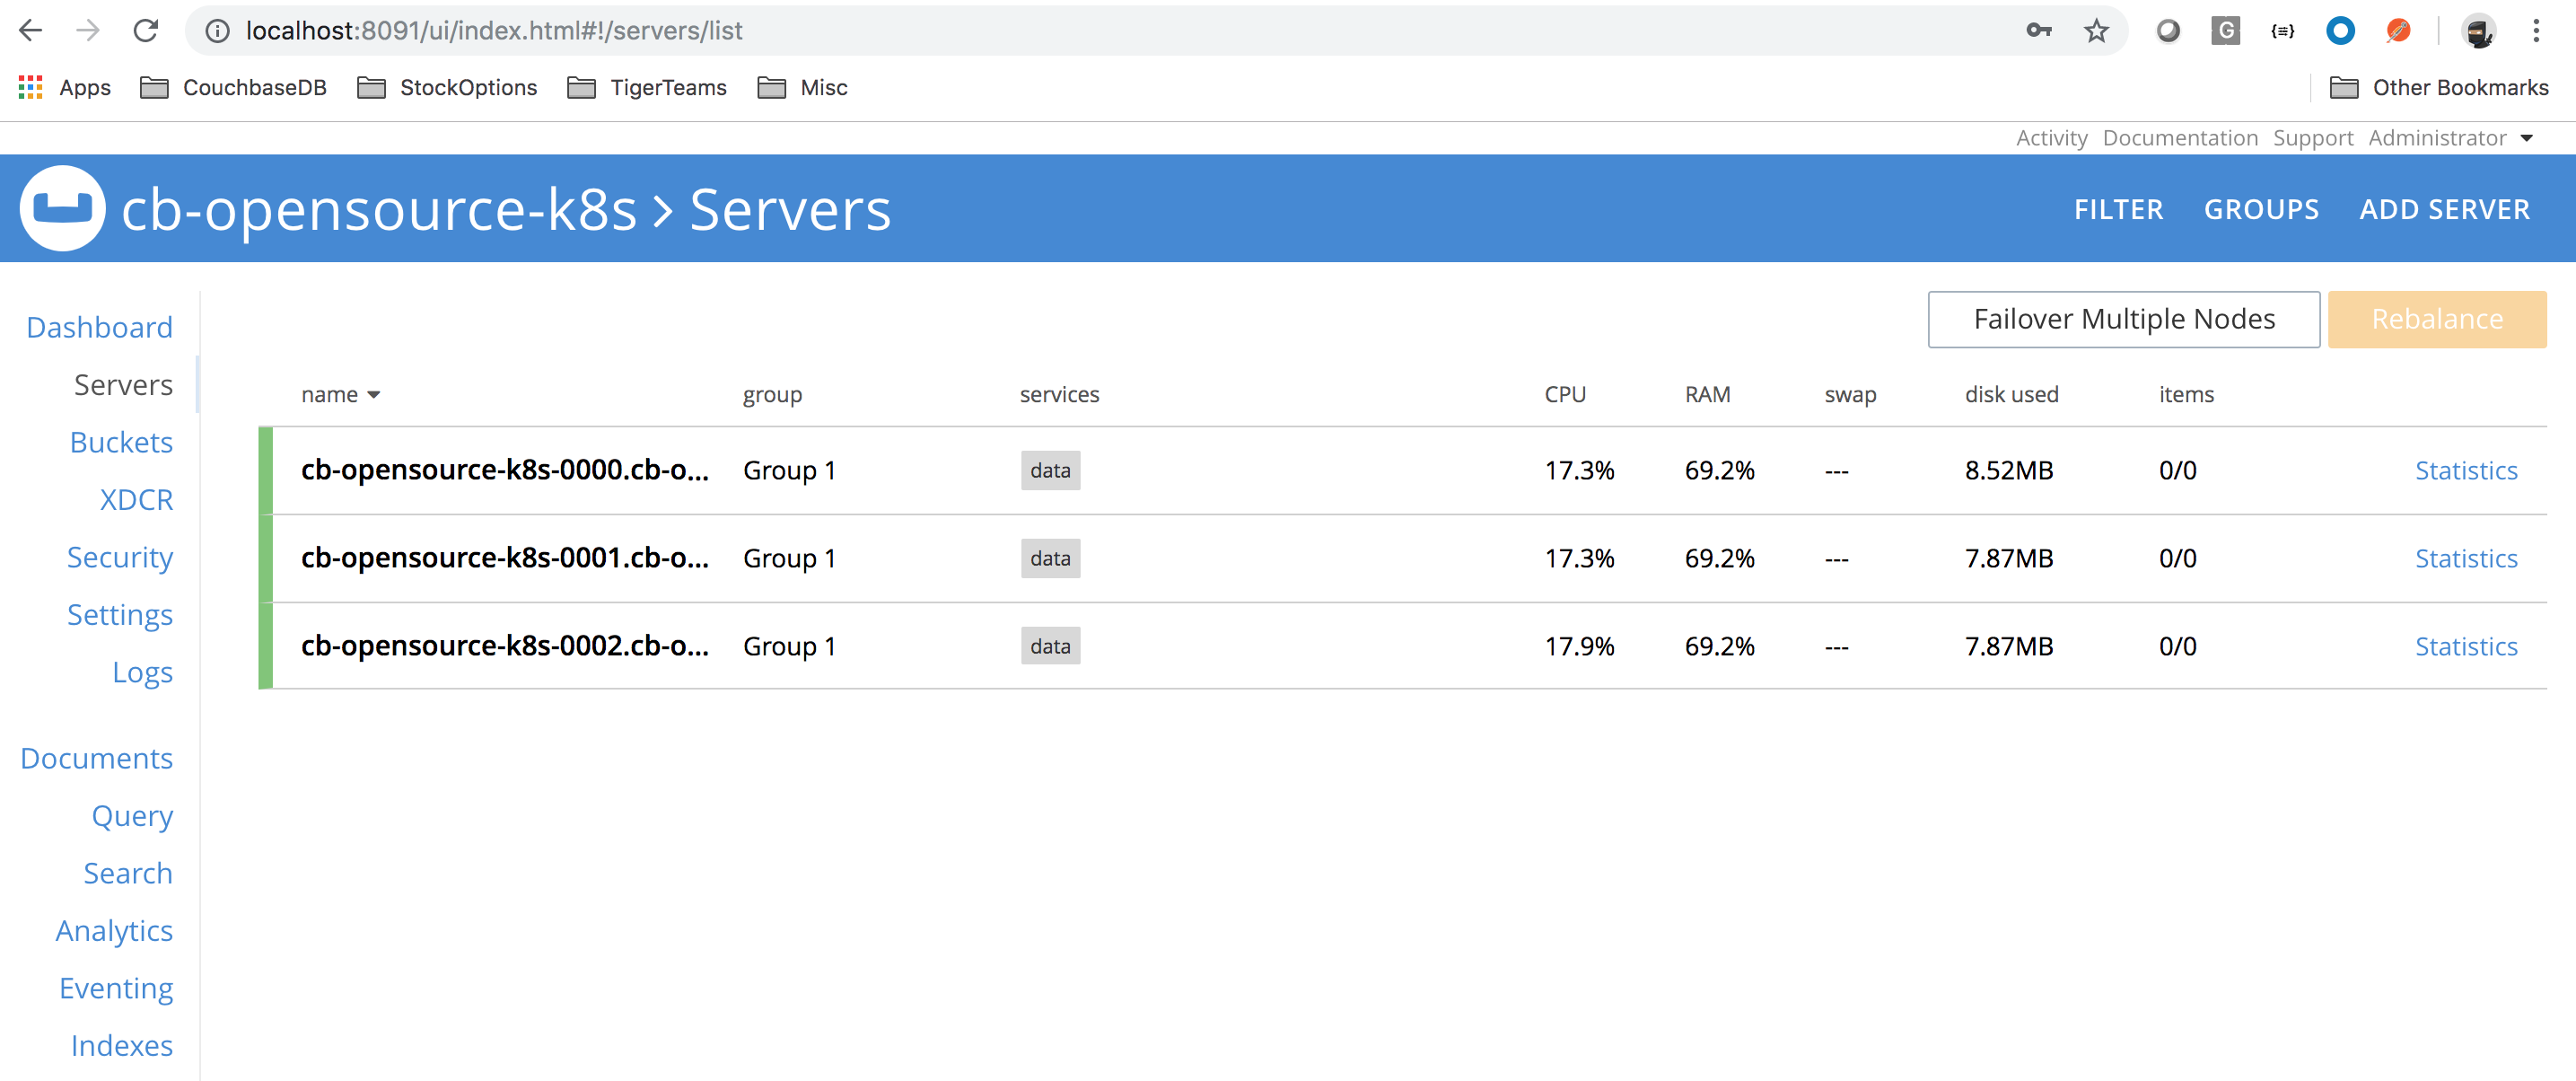 localhost:8091/ui/index.html#!/servers/list
G
{≡}
Apps CouchbaseDB StockOptions TigerTeams Misc Other Bookmarks
Activity Documentation Support Administrator
cb-opensource-k8s > Servers FILTER GROUPS ADD SERVER
Failover Multiple Nodes Rebalance
Dashboard
Servers
Buckets
XDCR
Security
Settings
Logs
Documents
Query
Search
Analytics
Eventing
Indexes
name group services CPU RAM swap disk used items
cb-opensource-k8s-0000.cb-o... Group 1 data 17.3% 69.2% --- 8.52MB 0/0 Statistics
cb-opensource-k8s-0001.cb-o... Group 1 data 17.3% 69.2% --- 7.87MB 0/0 Statistics
cb-opensource-k8s-0002.cb-o... Group 1 data 17.9% 69.2% --- 7.87MB 0/0 Statistics